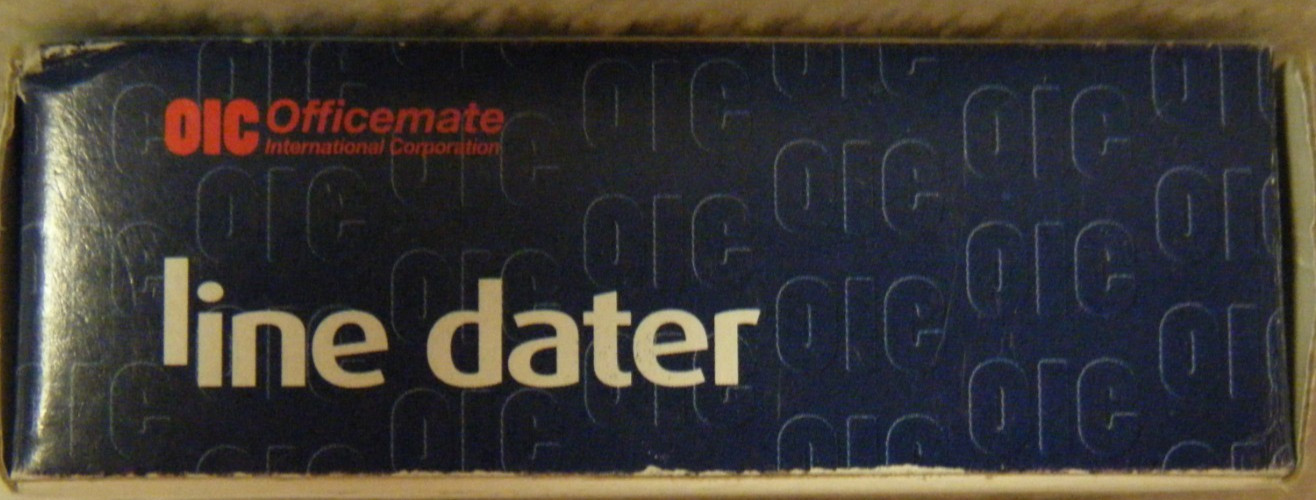 OIC Officemate
International Corporation
line dater